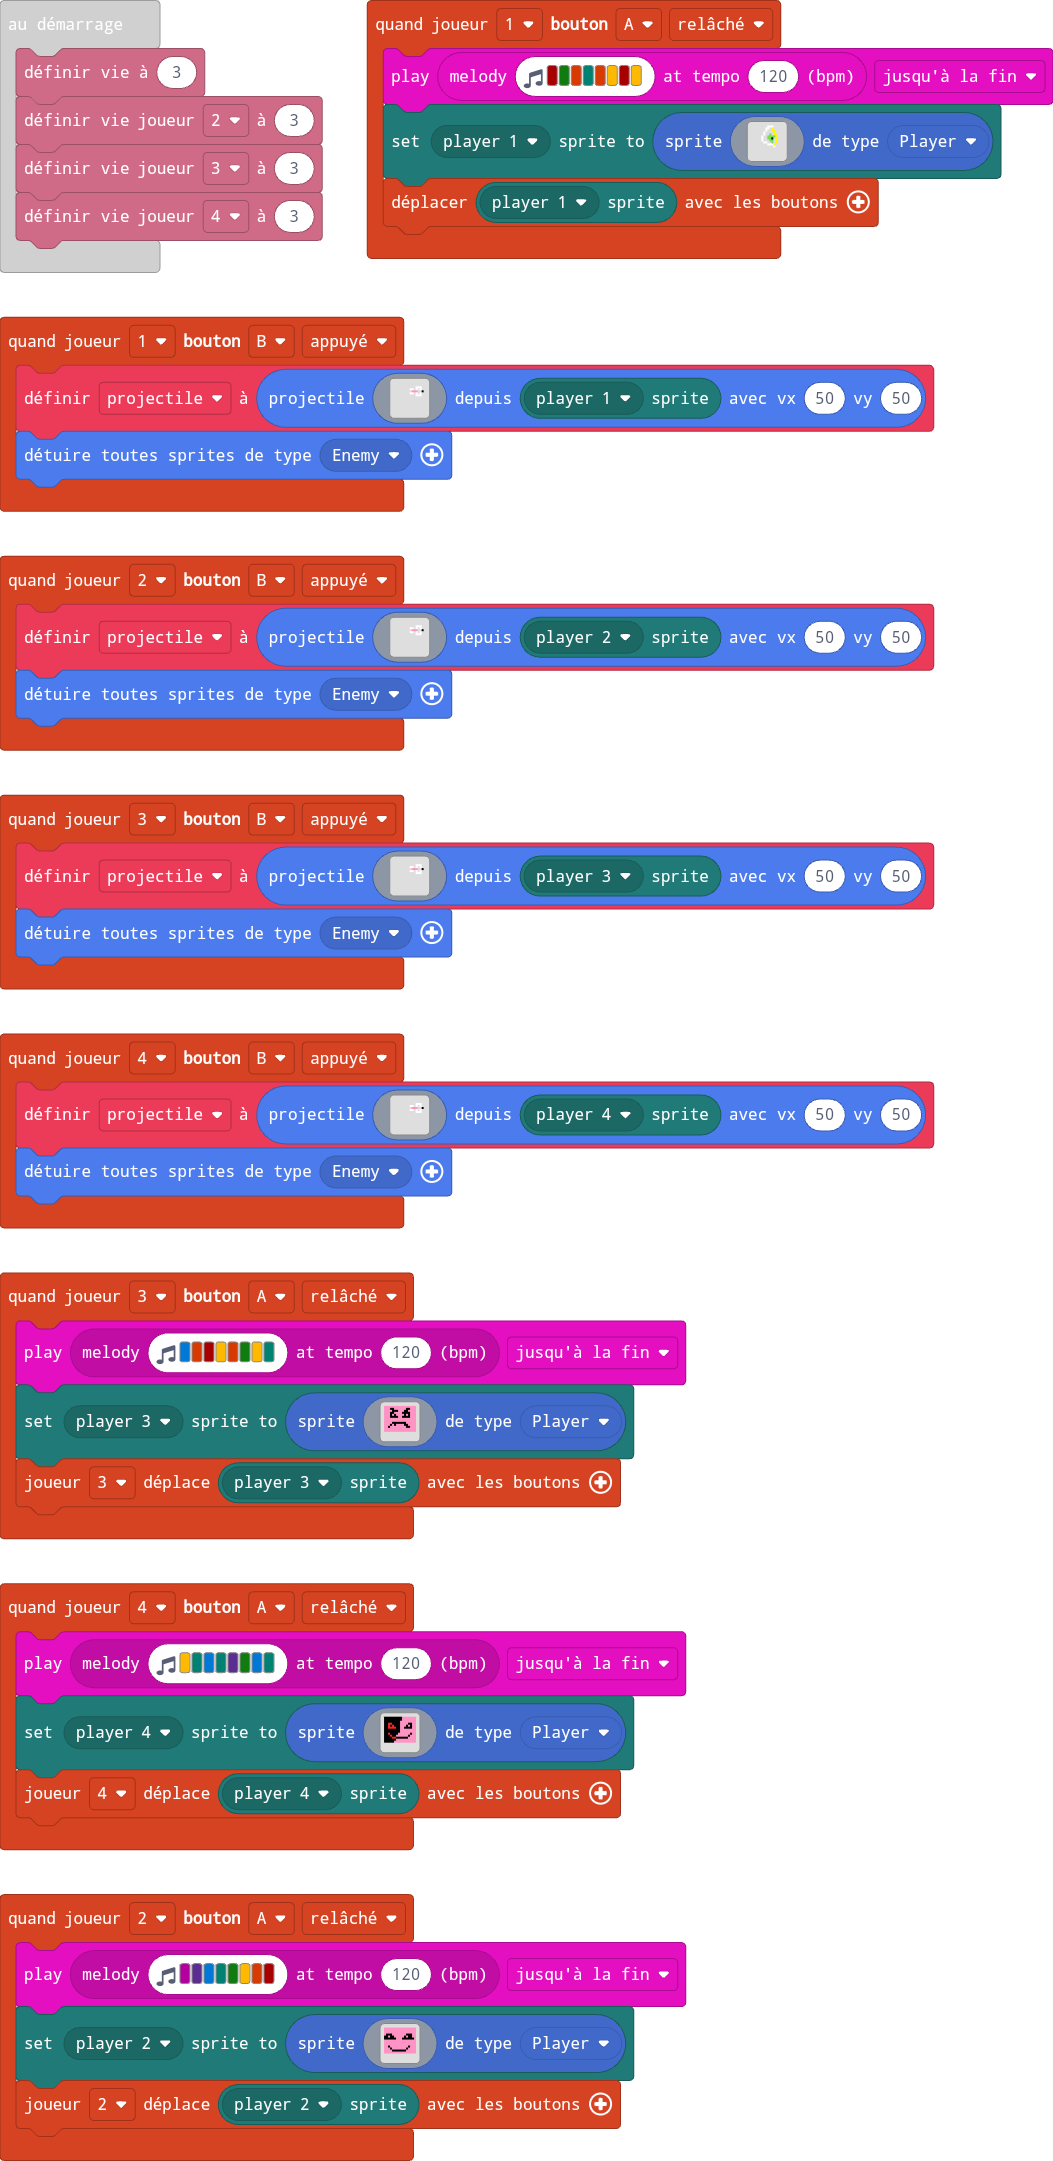 au démarrage
définir vie à 3
définir vie joueur 2 à 3
définir vie joueur 3 à 3
définir vie joueur 4 à 3
quand joueur 1 bouton A relâché
play melody at tempo 120 (bpm) jusqu'à la fin
set player 1 sprite to sprite de type Player
déplacer player 1 sprite avec les boutons
quand joueur 1 bouton B appuyé
définir projectile à projectile depuis player 1 sprite avec vx 50 vy 50
détuire toutes sprites de type Enemy
quand joueur 2 bouton B appuyé
définir projectile à projectile depuis player 2 sprite avec vx 50 vy 50
détuire toutes sprites de type Enemy
quand joueur 3 bouton B appuyé
définir projectile à projectile depuis player 3 sprite avec vx 50 vy 50
détuire toutes sprites de type Enemy
quand joueur 4 bouton B appuyé
définir projectile à projectile depuis player 4 sprite avec vx 50 vy 50
détuire toutes sprites de type Enemy
quand joueur 3 bouton A relâché
play melody at tempo 120 (bpm) jusqu'à la fin
set player 3 sprite to sprite de type Player
joueur 3 déplace player 3 sprite avec les boutons
quand joueur 4 bouton A relâché
play melody at tempo 120 (bpm) jusqu'à la fin
set player 4 sprite to sprite de type Player
joueur 4 déplace player 4 sprite avec les boutons
quand joueur 2 bouton A relâché
play melody at tempo 120 (bpm) jusqu'à la fin
set player 2 sprite to sprite de type Player
joueur 2 déplace player 2 sprite avec les boutons